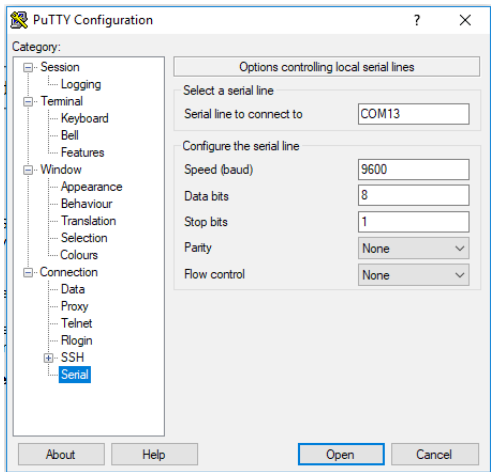 PuTTY Configuration
?
Category:
Session
Logging
Terminal
Keyboard
Bell
Features
Window
Appearance
Behaviour
Translation
Selection
Colours
Connection
Data
Proxy
Telnet
Rlogin
SSH
Serial
Options controlling local serial lines
Select a serial line
Serial line to connect to COM13
Configure the serial line
Speed (baud) 9600
Data bits 8
Stop bits 1
Parity None
Flow control None
About Help Open Cancel